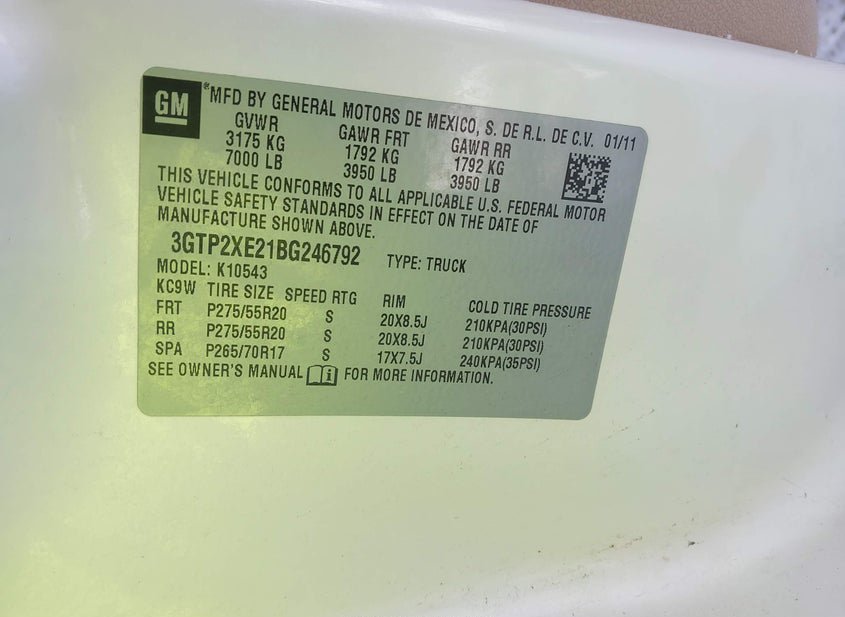 GM
® MFD BY GENERAL MOTORS DE MEXICO, S. DE R.L. DE C.V. 01/11
GVWR GAWR FRT GAWR RR
3175 KG 1792 KG 1792 KG
7000 LB 3950 LB 3950 LB
THIS VEHICLE CONFORMS TO ALL APPLICABLE U.S. FEDERAL MOTOR
VEHICLE SAFETY STANDARDS IN EFFECT ON THE DATE OF
MANUFACTURE SHOWN ABOVE.
3GTP2XE21BG246792 TYPE: TRUCK
MODEL: K10543
KC9W TIRE SIZE SPEED RTG RIM COLD TIRE PRESSURE
FRT P275/55R20 S 20X8.5J 210KPA(30PSI)
RR P275/55R20 S 20X8.5J 210KPA(30PSI)
SPA P265/70R17 S 17X7.5J 240KPA(35PSI)
SEE OWNER'S MANUAL i FOR MORE INFORMATION.